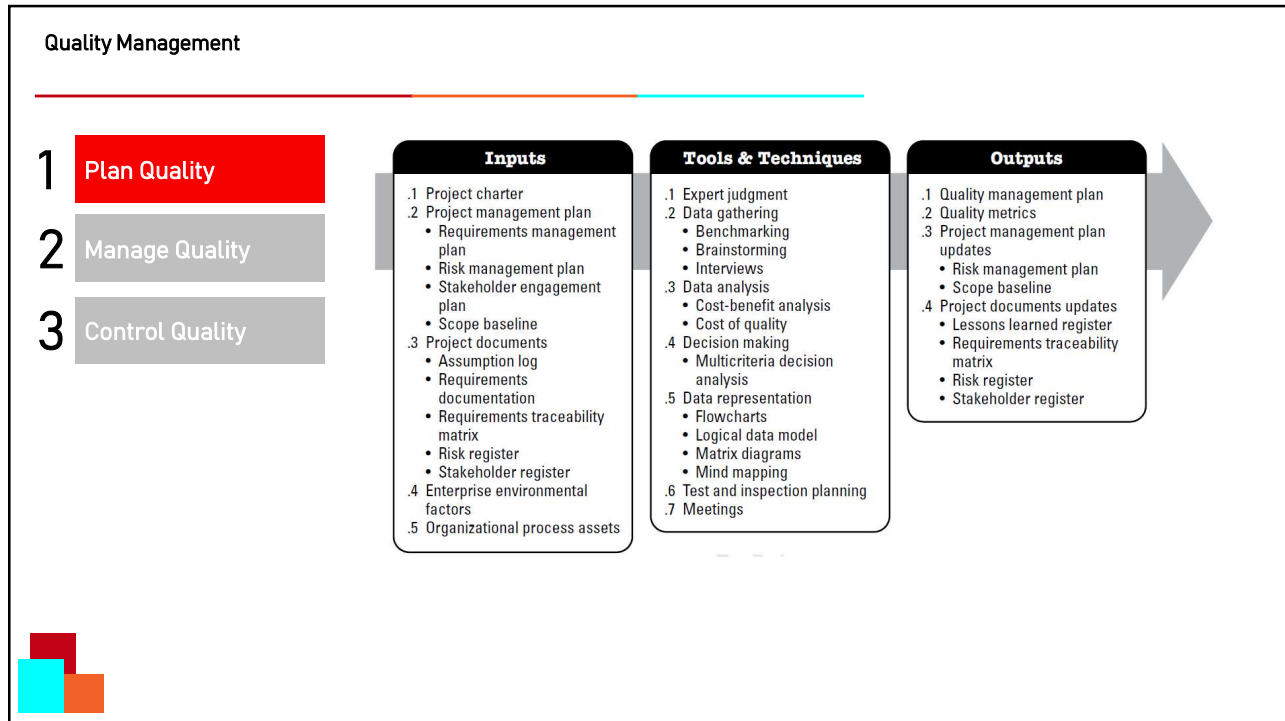 Quality Management
1
Plan Quality
2
Manage Quality
3
Control Quality
Inputs
.1 Project charter
.2 Project management plan
• Requirements management
plan
• Risk management plan
• Stakeholder engagement
plan
• Scope baseline
.3 Project documents
• Assumption log
• Requirements
documentation
• Requirements traceability
matrix
• Risk register
• Stakeholder register
.4 Enterprise environmental
factors
.5 Organizational process assets
Tools & Techniques
.1 Expert judgment
.2 Data gathering
• Benchmarking
• Brainstorming
• Interviews
.3 Data analysis
• Cost-benefit analysis
• Cost of quality
.4 Decision making
• Multicriteria decision
analysis
.5 Data representation
• Flowcharts
• Logical data model
• Matrix diagrams
• Mind mapping
.6 Test and inspection planning
.7 Meetings
Outputs
.1 Quality management plan
.2 Quality metrics
.3 Project management plan
updates
• Risk management plan
• Scope baseline
.4 Project documents updates
• Lessons learned register
• Requirements traceability
matrix
• Risk register
• Stakeholder register